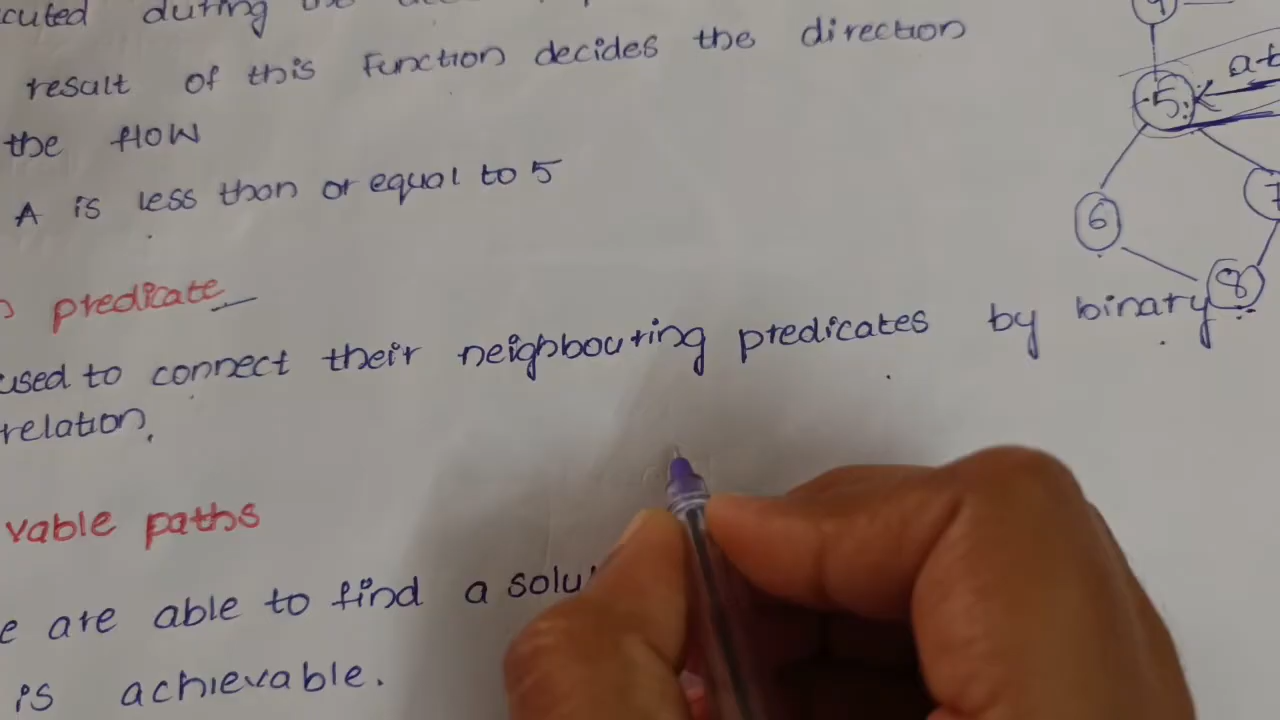 during the
result of this Function decides the direction
the flow
A is less than or equal to 5
predicate
used to connect their neighbouring predicates by binary
relation.
vable paths
are able to find a solu
is achievable.
5
6
7
8